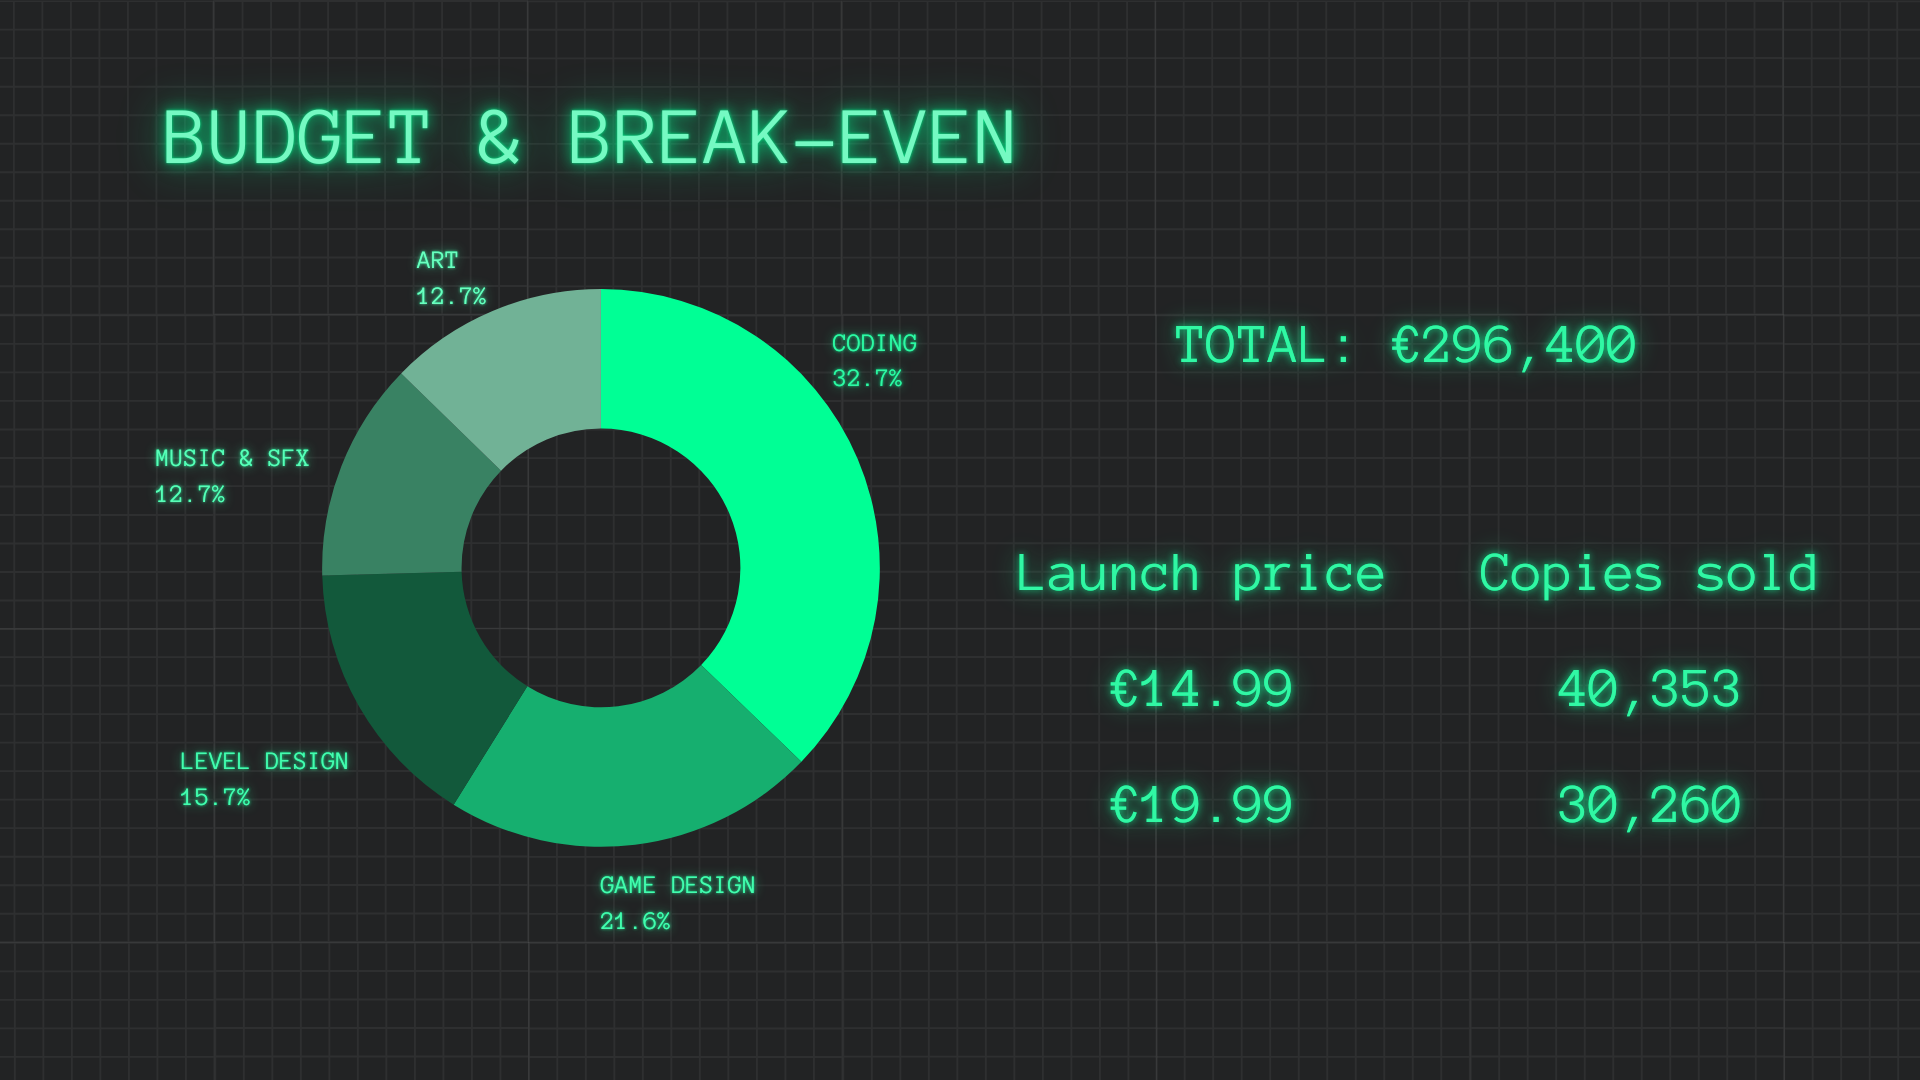 BUDGET & BREAK-EVEN
ART
12.7%
CODING
32.7%
TOTAL: €296,400
MUSIC & SFX
12.7%
Launch price Copies sold
€14.99 40,353
€19.99 30,260
LEVEL DESIGN
15.7%
GAME DESIGN
21.6%